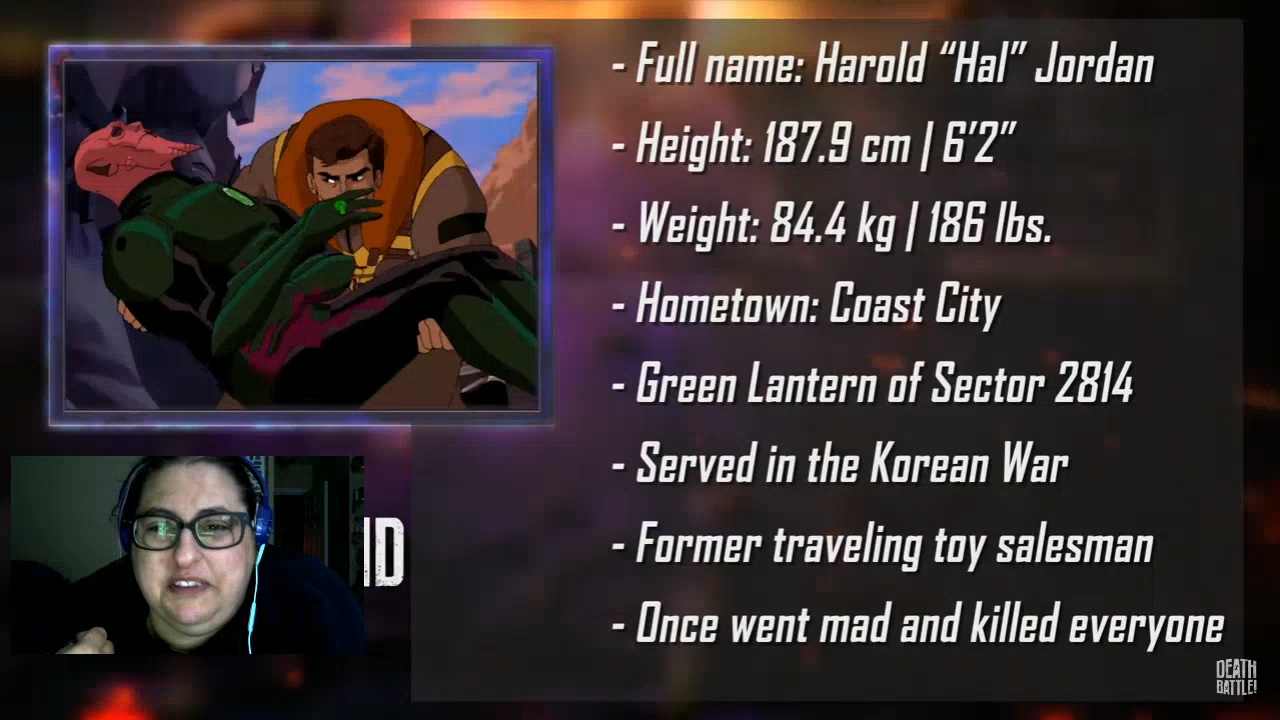 - Full name: Harold “Hal” Jordan
- Height: 187.9 cm | 6’2”
- Weight: 84.4 kg | 186 lbs.
- Hometown: Coast City
- Green Lantern of Sector 2814
- Served in the Korean War
- Former traveling toy salesman
- Once went mad and killed everyone
DEATH
BATTLE!